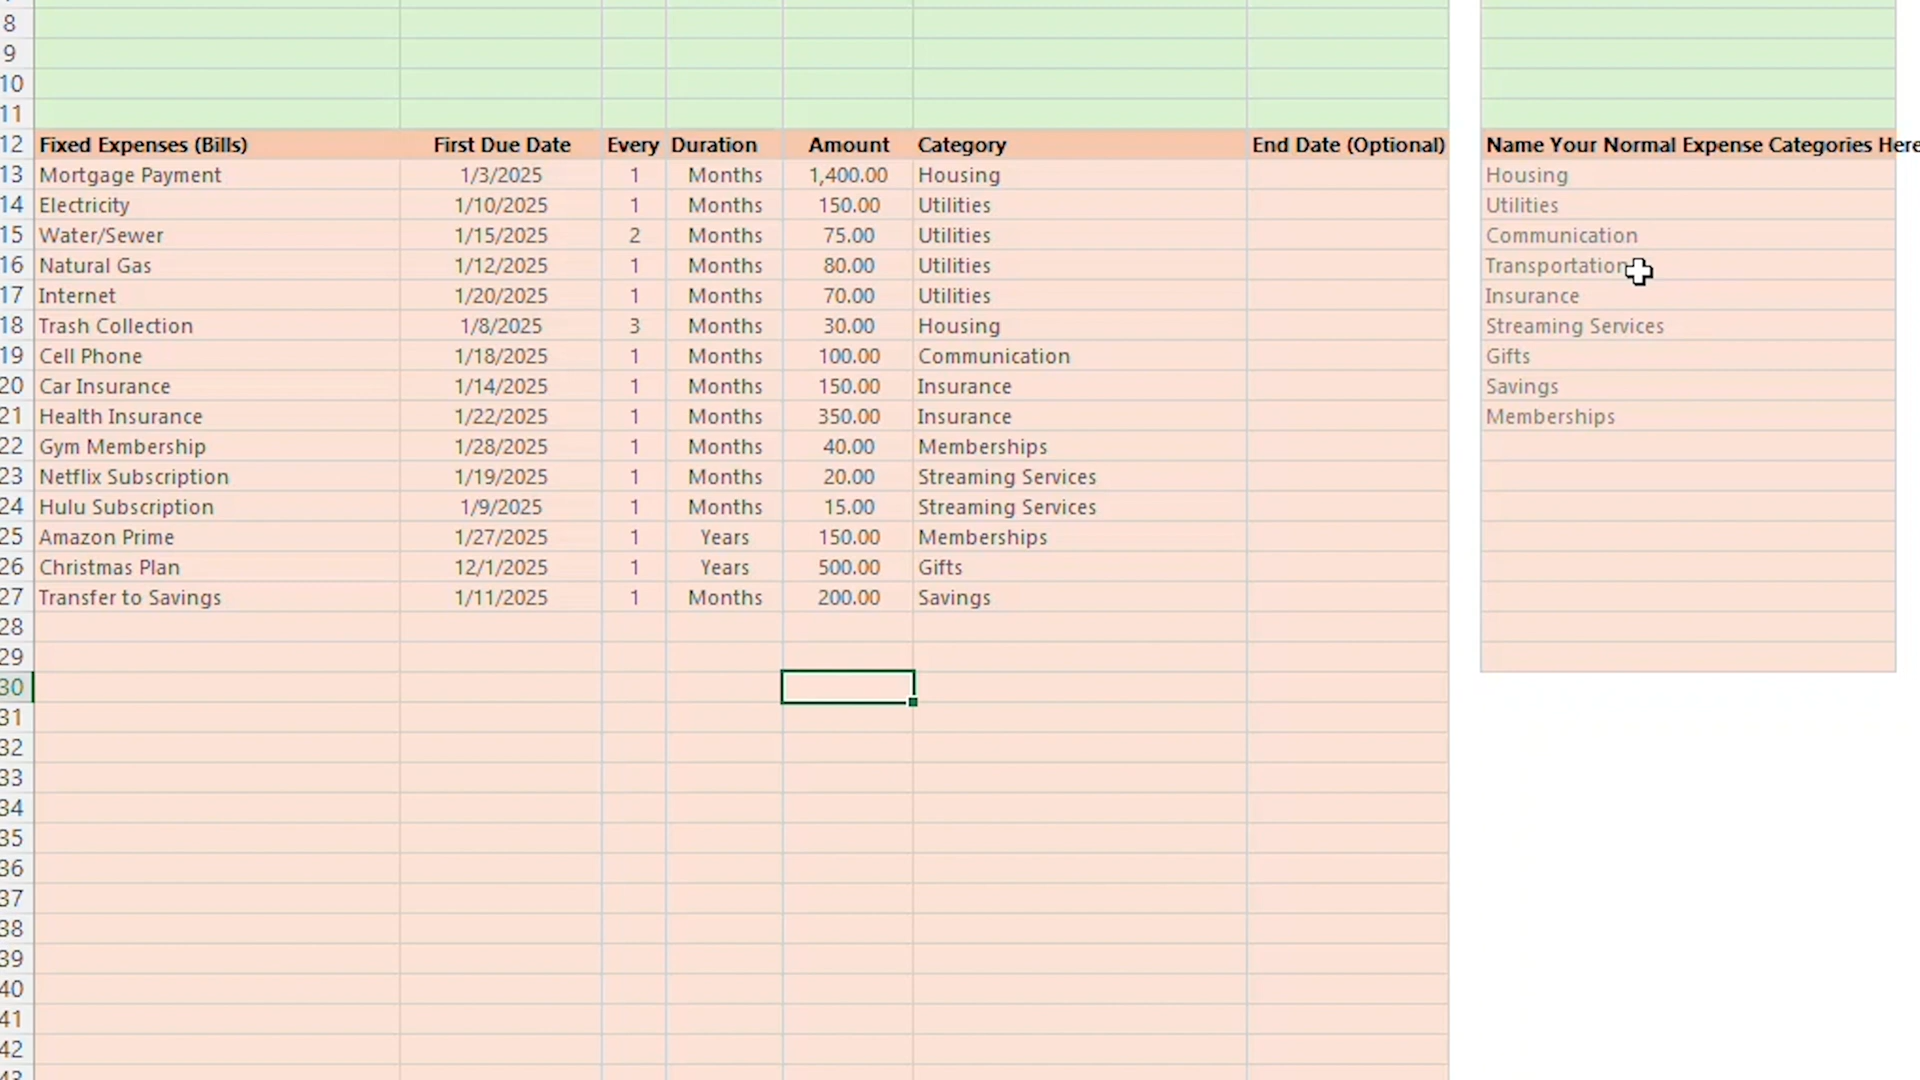 8
9
10
11
12 Fixed Expenses (Bills) First Due Date Every Duration Amount Category End Date (Optional) Name Your Normal Expense Categories Here
13 Mortgage Payment 1/3/2025 1 Months 1,400.00 Housing Housing
14 Electricity 1/10/2025 1 Months 150.00 Utilities Utilities
15 Water/Sewer 1/15/2025 2 Months 75.00 Utilities Communication
16 Natural Gas 1/12/2025 1 Months 80.00 Utilities Transportation
17 Internet 1/20/2025 1 Months 70.00 Utilities Insurance
18 Trash Collection 1/8/2025 3 Months 30.00 Housing Streaming Services
19 Cell Phone 1/18/2025 1 Months 100.00 Communication Gifts
20 Car Insurance 1/14/2025 1 Months 150.00 Insurance Savings
21 Health Insurance 1/22/2025 1 Months 350.00 Insurance Memberships
22 Gym Membership 1/28/2025 1 Months 40.00 Memberships
23 Netflix Subscription 1/19/2025 1 Months 20.00 Streaming Services
24 Hulu Subscription 1/9/2025 1 Months 15.00 Streaming Services
25 Amazon Prime 1/27/2025 1 Years 150.00 Memberships
26 Christmas Plan 12/1/2025 1 Years 500.00 Gifts
27 Transfer to Savings 1/11/2025 1 Months 200.00 Savings
28
29
30
31
32
33
34
35
36
37
38
39
40
41
42
43